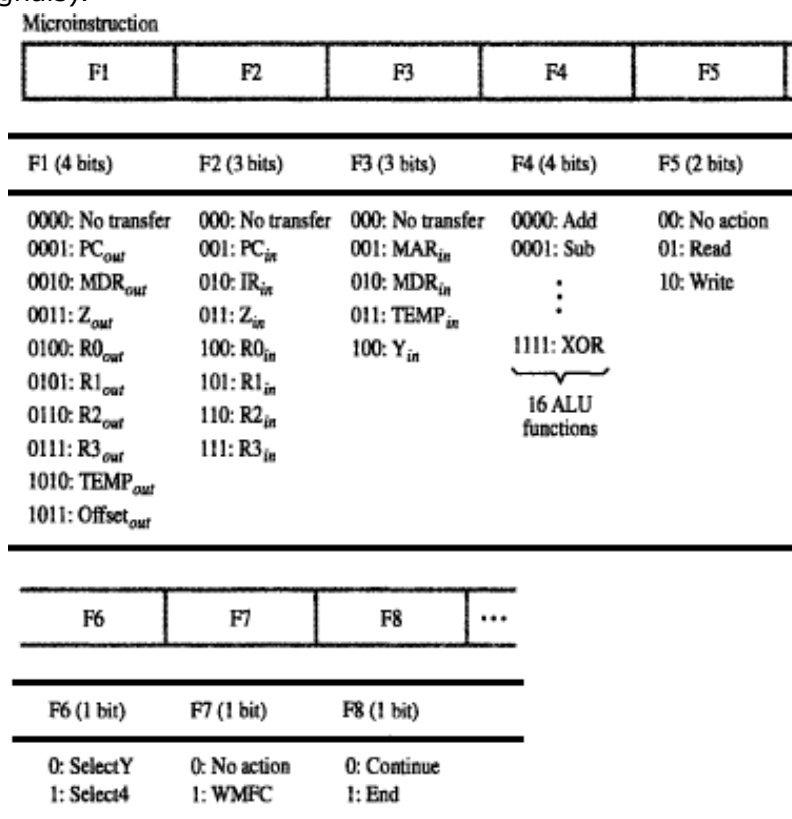 gnals).
Microinstruction
F1 F2 F3 F4 F5
F1 (4 bits) F2 (3 bits) F3 (3 bits) F4 (4 bits) F5 (2 bits)
0000: No transfer 000: No transfer 000: No transfer 0000: Add 00: No action
0001: PCout 001: PCin 001: MARin 0001: Sub 01: Read
0010: MDRout 010: IRin 010: MDRin ⋮ 10: Write
0011: Zout 011: Zin 011: TEMPin
0100: R0out 100: R0in 100: Yin 1111: XOR
0101: R1out 101: R1in
0110: R2out 110: R2in 16 ALU
0111: R3out 111: R3in functions
1010: TEMPout
1011: Offsetout
F6 F7 F8 ...
F6 (1 bit) F7 (1 bit) F8 (1 bit)
0: SelectY 0: No action 0: Continue
1: Select4 1: WMFC 1: End